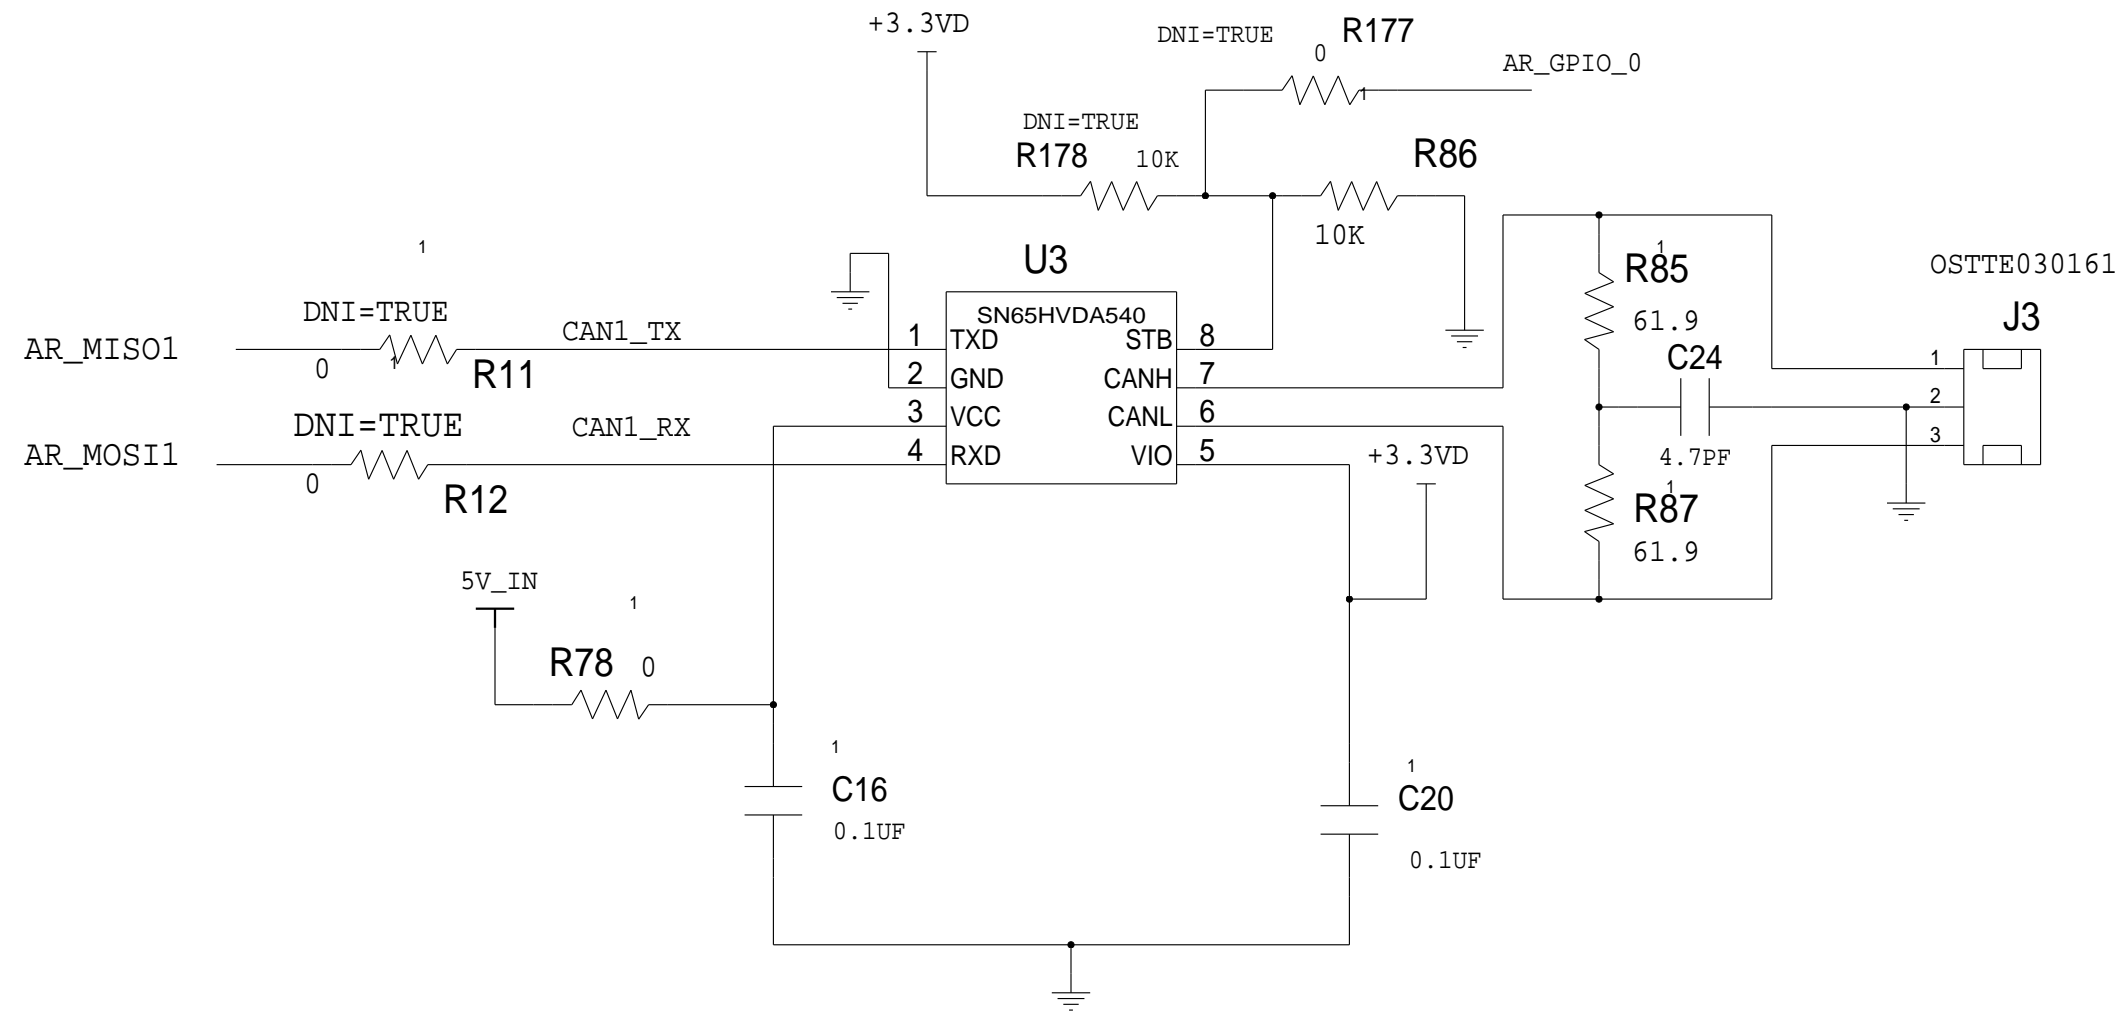 +3.3VD
DNI=TRUE
R177
0
AR_GPIO_0
1
DNI=TRUE
R178
10K
R86
10K
1
U3
1
R85
OSTTE030161
DNI=TRUE
SN65HVDA540
61.9
J3
AR_MISO1
CAN1_TX
1 TXD
STB 8
0
1
R11
C24
1
2 GND
CANH 7
2
DNI=TRUE
CAN1_RX
3 VCC
CANL 6
3
AR_MOSI1
4 RXD
VIO 5
+3.3VD
4.7PF
0
R12
1
R87
61.9
5V_IN
1
R78
0
1
C16
0.1UF
1
C20
0.1UF